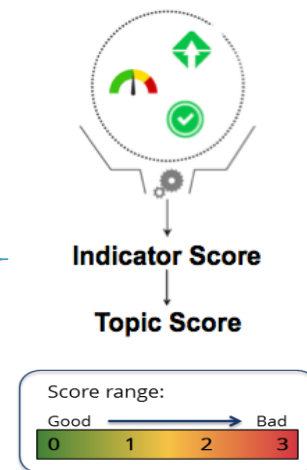 Indicator Score
Topic Score
Score range:
Good Bad
0 1 2 3